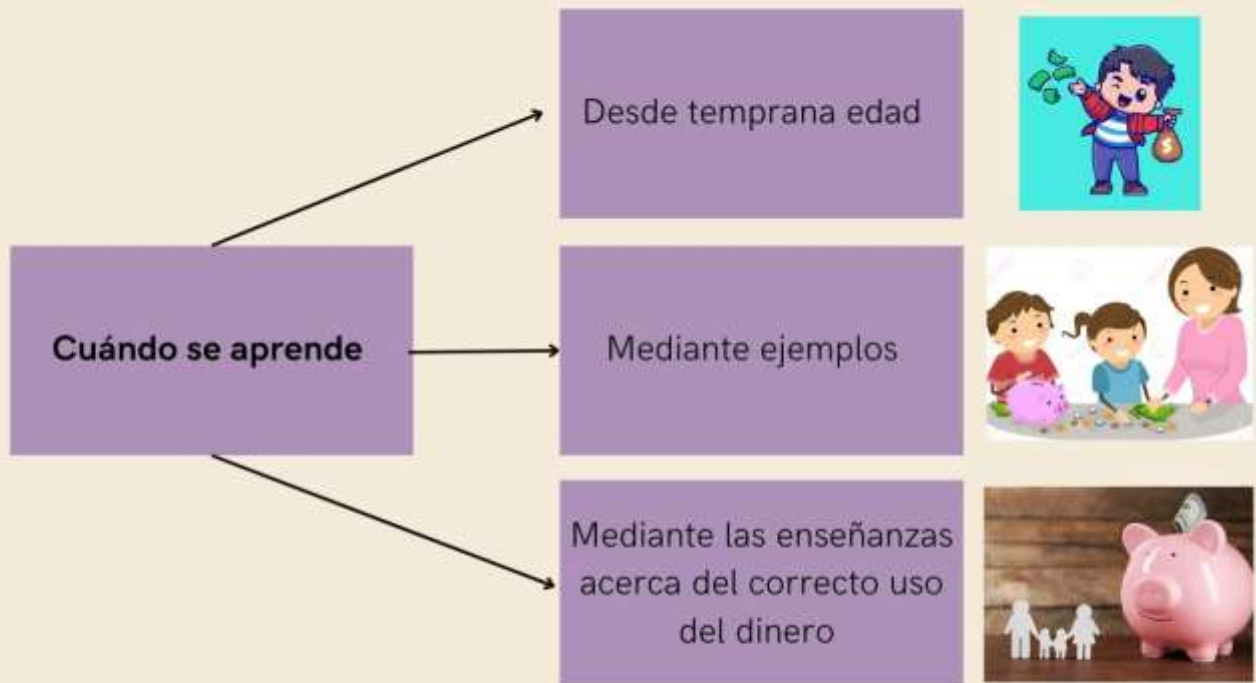 Desde temprana edad
Cuándo se aprende
Mediante ejemplos
Mediante las enseñanzas
acerca del correcto uso
del dinero